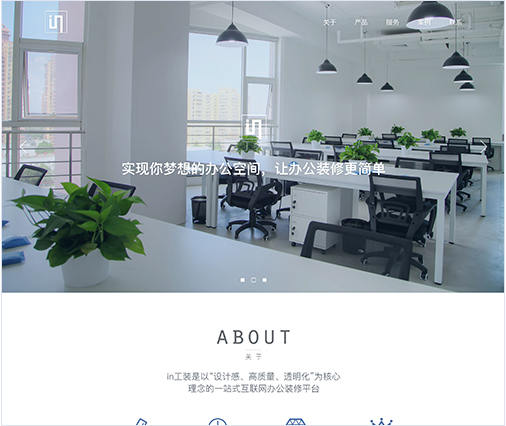 in
关于 产品 服务 案例 联系
in
实现你梦想的办公空间，让办公装修更简单
ABOUT
关于
in工装是以“设计感、高质量、透明化”为核心
理念的一站式互联网办公装修平台